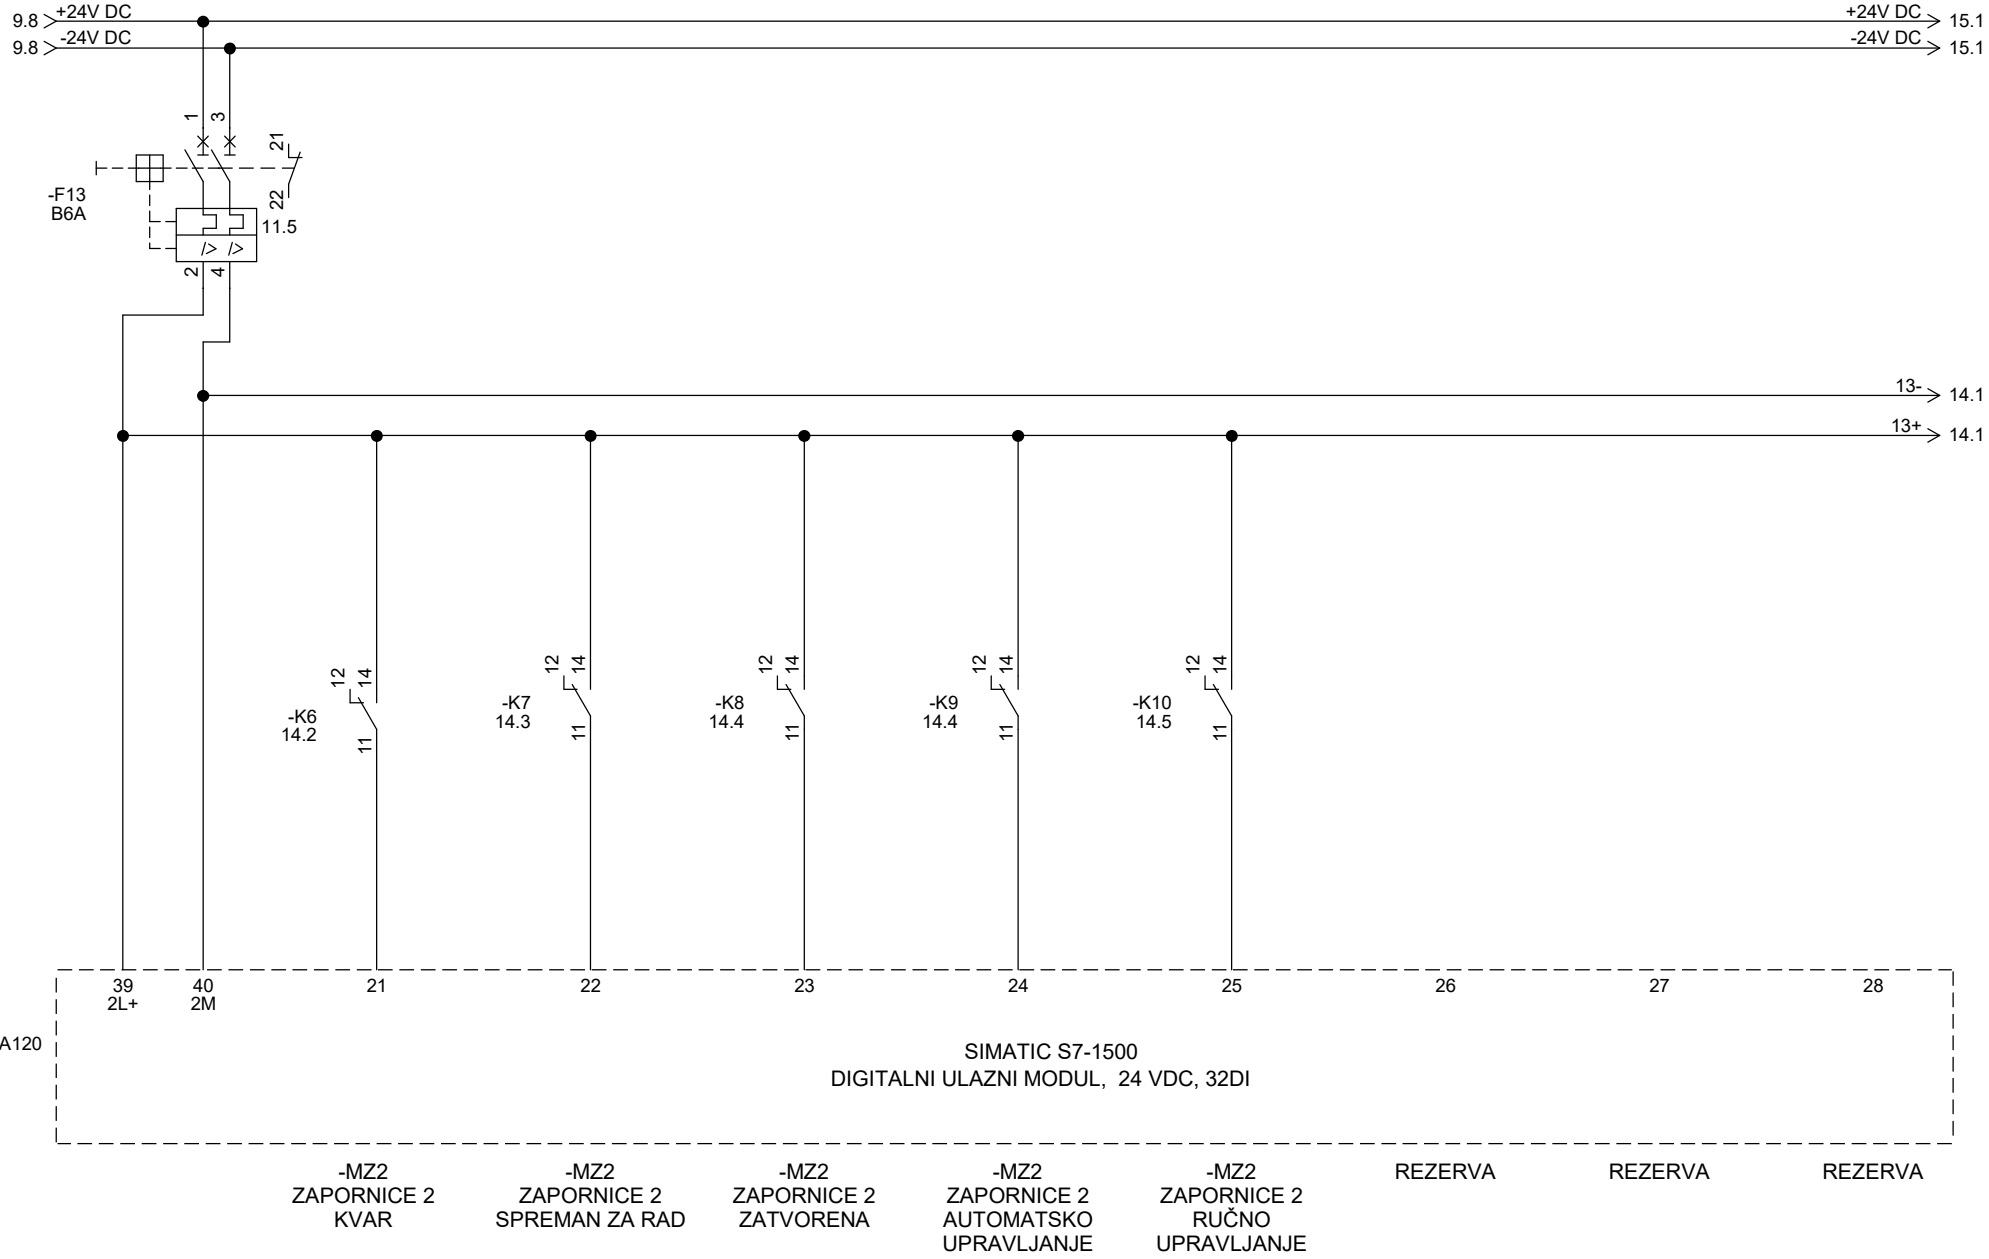 9.8 +24V DC +24V DC 15.1
9.8 -24V DC -24V DC 15.1
1 3 21
-F13
B6A
22
11.5
/> />
2 4
13- 14.1
13+ 14.1
12 14 12 14 12 14 12 14 12 14
-K6
14.2
11
-K7
14.3
11
-K8
14.4
11
-K9
14.4
11
-K10
14.5
11
39 40 21 22 23 24 25 26 27 28
2L+ 2M
A120
SIMATIC S7-1500
DIGITALNI ULAZNI MODUL, 24 VDC, 32DI
-MZ2
ZAPORNICE 2
KVAR
-MZ2
ZAPORNICE 2
SPREMAN ZA RAD
-MZ2
ZAPORNICE 2
ZATVORENA
-MZ2
ZAPORNICE 2
AUTOMATSKO
UPRAVLJANJE
-MZ2
ZAPORNICE 2
RUČNO
UPRAVLJANJE
REZERVA
REZERVA
REZERVA